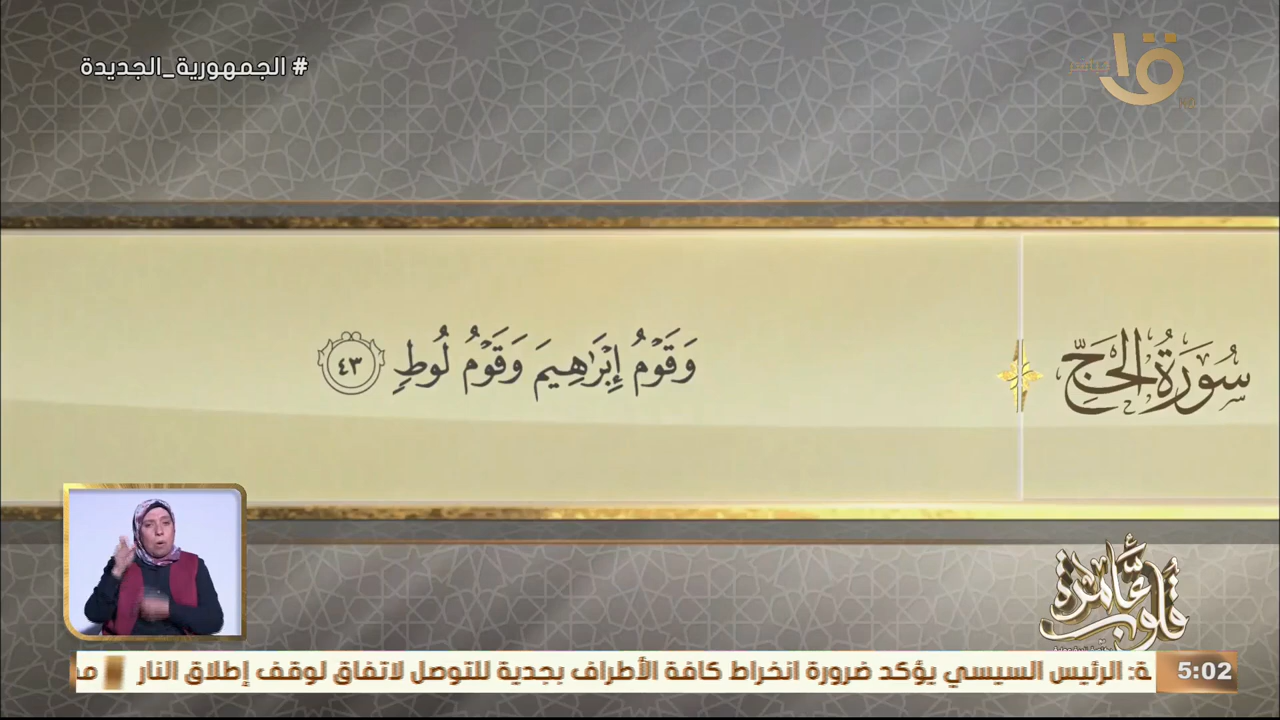 #الجمهورية_الجديدة
سُورَةُ الحَجِّ
وَقَوْمُ إِبْرَٰهِيمَ وَقَوْمُ لُوطٍ ٤٣
قلوب عامرة
5:02
ة: الرئيس السيسي يؤكد ضرورة انخراط كافة الأطراف بجدية للتوصل لاتفاق لوقف إطلاق النار